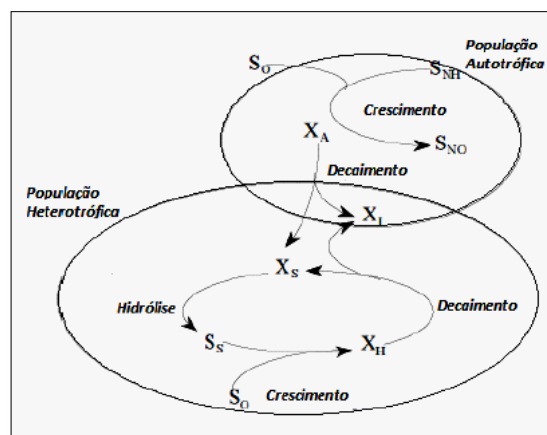 População
Autotrófica
S_O
S_NH
Crescimento
X_A
S_NO
Decaimento
População
Heterotrófica
X_I
X_S
Hidrólise
Decaimento
S_S
X_H
S_O
Crescimento